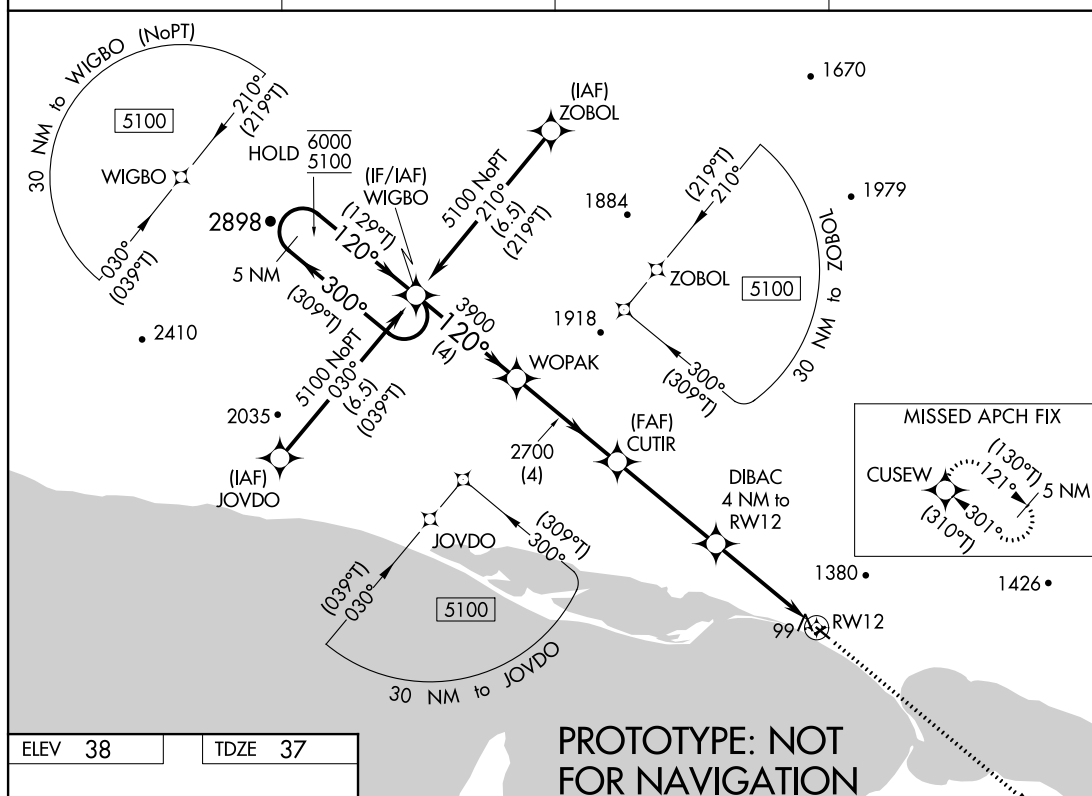 30 NM to WIGBO (NoPT)
5100
210°
(219°T)
WIGBO
030°
(039°T)
HOLD 6000
5100
(IF/IAF)
WIGBO
(IAF)
ZOBOL
5100 NoPT
210°
(6.5)
(219°T)
1670
1979
1884
2898
(129°T)
120°
5 NM
300°
(309°T)
(219°T)
210°
ZOBOL
5100
30 NM to ZOBOL
300°
(309°T)
2410
3900
120°
(4)
1918
WOPAK
5100 NoPT
030°
(6.5)
(039°T)
2035
(IAF)
JOVDO
2700
(4)
(FAF)
CUTIR
DIBAC
4 NM to
RW12
MISSED APCH FIX
CUSEW
(130°T)
121°
5 NM
301°
(310°T)
JOVDO
(309°T)
300°
(039°T)
030°
5100
30 NM to JOVDO
1380
1426
99
RW12
ELEV 38
TDZE 37
PROTOTYPE: NOT
FOR NAVIGATION